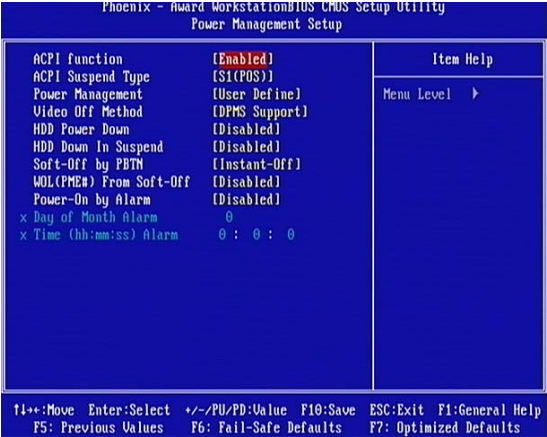 Phoenix - Award WorkstationBIOS CMOS Setup Utility
Power Management Setup
ACPI function [Enabled]
ACPI Suspend Type [S1(POS)]
Power Management [User Define]
Video Off Method [DPMS Support]
HDD Power Down [Disabled]
HDD Down In Suspend [Disabled]
Soft-Off by PBTN [Instant-Off]
WOL(PME#) From Soft-Off [Disabled]
Power-On by Alarm [Disabled]
x Day of Month Alarm 0
x Time (hh:mm:ss) Alarm 0 : 0 : 0
Item Help
Menu Level ▶
↑↓→←:Move Enter:Select +/-/PU/PD:Value F10:Save ESC:Exit F1:General Help
F5: Previous Values F6: Fail-Safe Defaults F7: Optimized Defaults